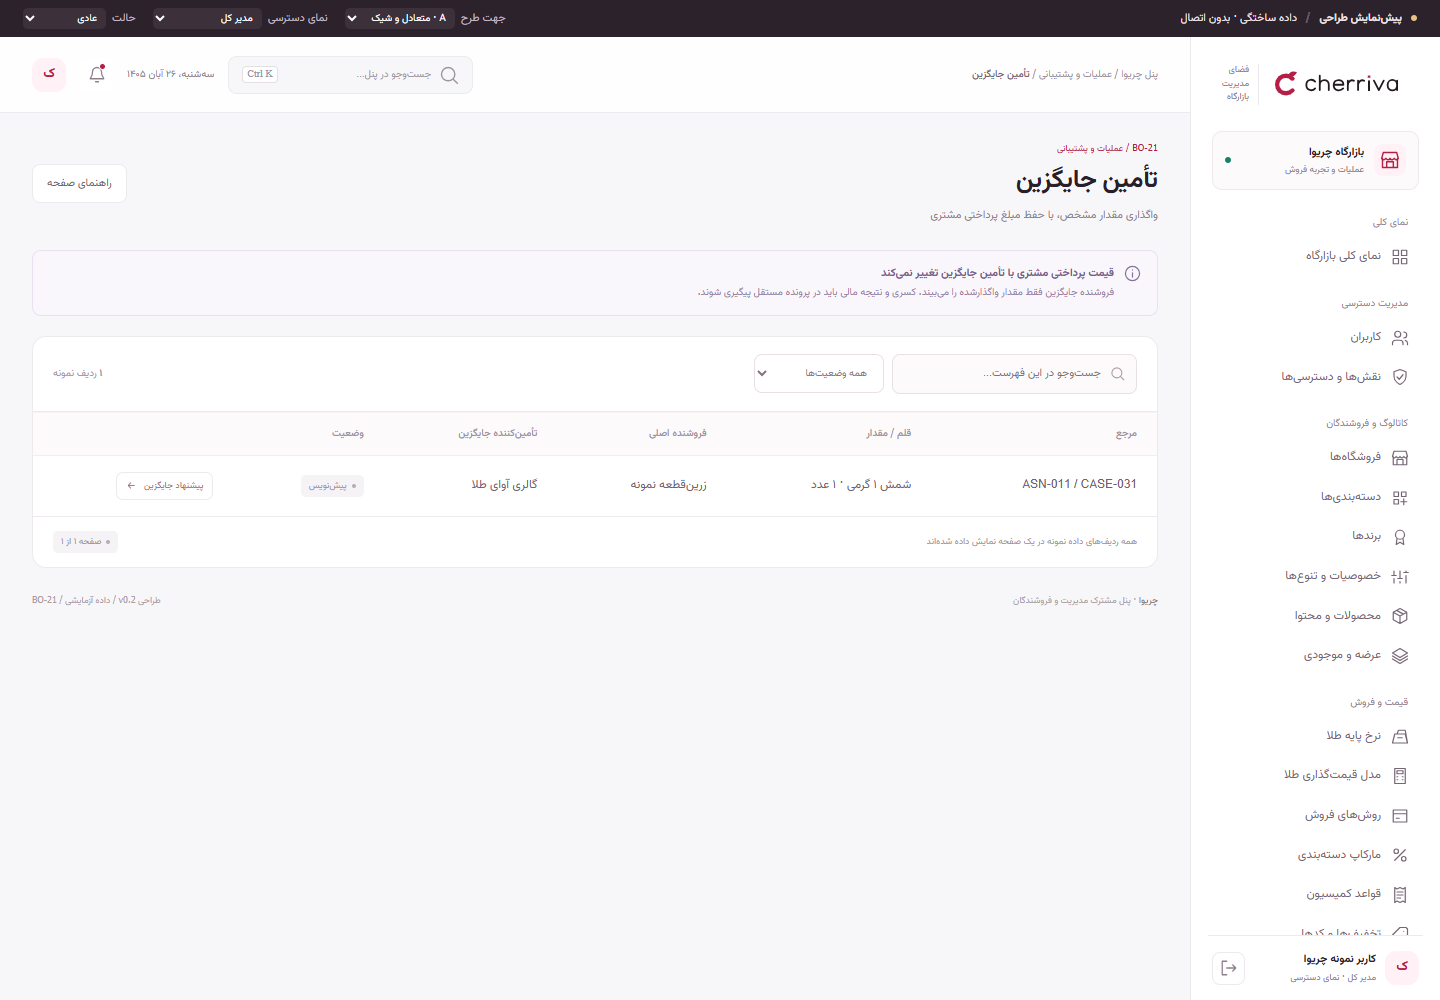 پیش‌نمایش طراحی / داده ساختگی · بدون اتصال
جهت طرح A · متعادل و شیک نمای دسترسی مدیر کل حالت عادی
cherriva
فضای
مدیریت
بازارگاه
پنل چریوا / عملیات و پشتیبانی / تأمین جایگزین
جست‌وجو در پنل... Ctrl K
سه‌شنبه، ۲۶ آبان ۱۴۰۵
ک
بازارگاه چریوا
عملیات و تجربه فروش
نمای کلی
نمای کلی بازارگاه
مدیریت دسترسی
کاربران
نقش‌ها و دسترسی‌ها
کاتالوگ و فروشندگان
فروشگاه‌ها
دسته‌بندی‌ها
برندها
خصوصیات و تنوع‌ها
محصولات و محتوا
عرضه و موجودی
قیمت و فروش
نرخ پایه طلا
مدل قیمت‌گذاری طلا
روش‌های فروش
مارکاپ دسته‌بندی
قواعد کمیسیون
تخفیف‌ها و کدها
ک
کاربر نمونه چریوا
مدیر کل · نمای دسترسی
BO-21 / عملیات و پشتیبانی
تأمین جایگزین
واگذاری مقدار مشخص، با حفظ مبلغ پرداختی مشتری
راهنمای صفحه
قیمت پرداختی مشتری با تأمین جایگزین تغییر نمی‌کند
فروشنده جایگزین فقط مقدار واگذارشده را می‌بیند. کسری و نتیجه مالی باید در پرونده مستقل پیگیری شوند.
جست‌وجو در این فهرست... همه وضعیت‌ها ۱ ردیف نمونه
مرجع قلم / مقدار فروشنده اصلی تأمین‌کننده جایگزین وضعیت
ASN-011 / CASE-031 شمش ۱ گرمی · ۱ عدد زرین‌قطعه نمونه گالری آوای طلا پیش‌نویس پیشنهاد جایگزین ←
همه ردیف‌های داده نمونه در یک صفحه نمایش داده شده‌اند صفحه ۱ از ۱
چریوا · پنل مشترک مدیریت و فروشندگان
طراحی v0.2 / داده آزمایشی / BO-21